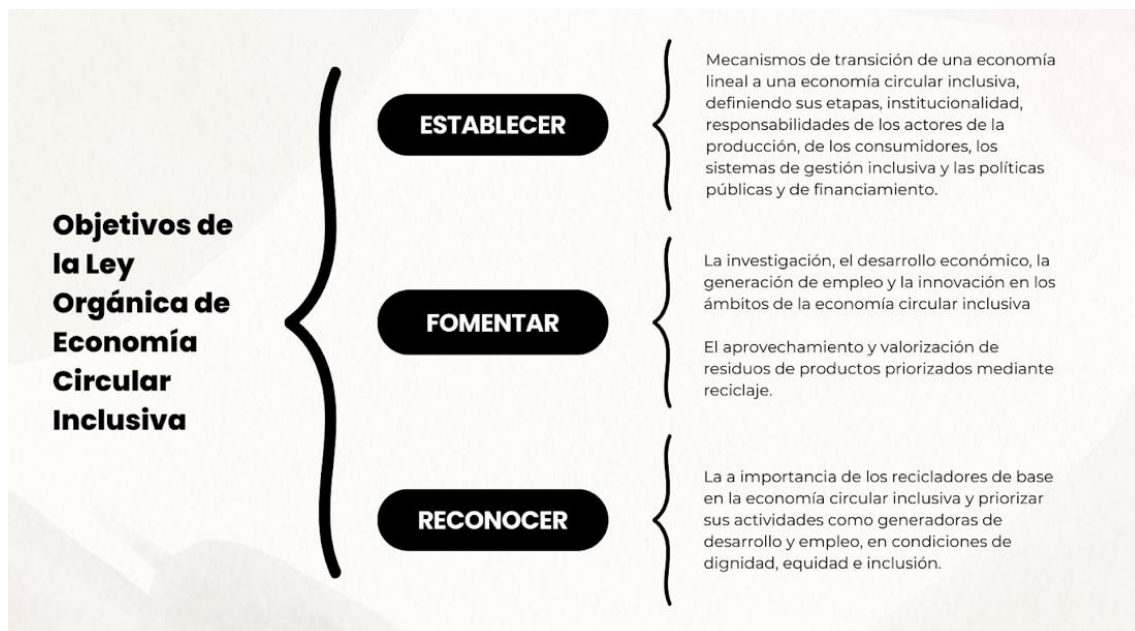 Objetivos de
la Ley
Orgánica de
Economía
Circular
Inclusiva
ESTABLECER
Mecanismos de transición de una economía
lineal a una economía circular inclusiva,
definiendo sus etapas, institucionalidad,
responsabilidades de los actores de la
producción, de los consumidores, los
sistemas de gestión inclusiva y las políticas
públicas y de financiamiento.
FOMENTAR
La investigación, el desarrollo económico, la
generación de empleo y la innovación en los
ámbitos de la economía circular inclusiva
El aprovechamiento y valorización de
residuos de productos priorizados mediante
reciclaje.
RECONOCER
La a importancia de los recicladores de base
en la economía circular inclusiva y priorizar
sus actividades como generadoras de
desarrollo y empleo, en condiciones de
dignidad, equidad e inclusión.